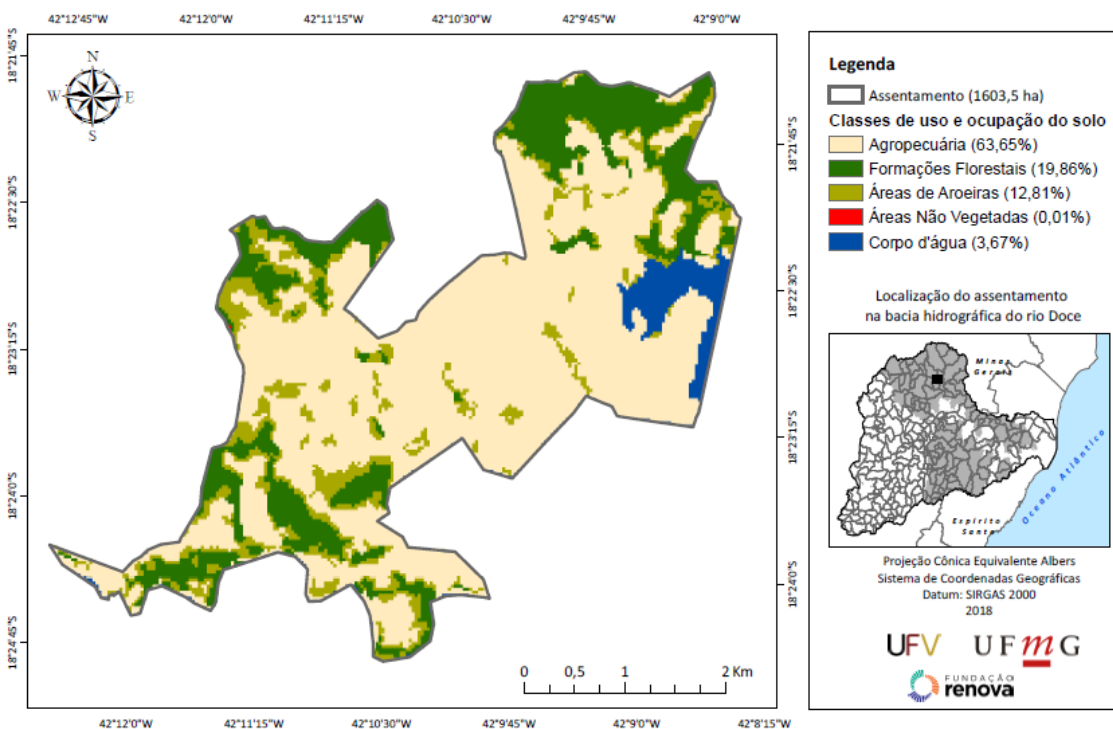 42°12'45"W 42°12'0"W 42°11'15"W 42°10'30"W 42°9'45"W 42°9'0"W
18°21'45"S
18°22'30"S
18°23'15"S
18°24'0"S
18°24'45"S
N
W E
S
18°21'45"S
18°22'30"S
18°23'15"S
18°24'0"S
0 0,5 1 2 Km
42°12'0"W 42°11'15"W 42°10'30"W 42°9'45"W 42°9'0"W 42°8'15"W
Legenda
Assentamento (1603,5 ha)
Classes de uso e ocupação do solo
Agropecuária (63,65%)
Formações Florestais (19,86%)
Áreas de Aroeiras (12,81%)
Áreas Não Vegetadas (0,01%)
Corpo d'água (3,67%)
Localização do assentamento
na bacia hidrográfica do rio Doce
Minas
Gerais
Oceano Atlântico
Espírito
Santo
Projeção Cônica Equivalente Albers
Sistema de Coordenadas Geográficas
Datum: SIRGAS 2000
2018
UFV UFmG
FUNDAÇÃO
renova